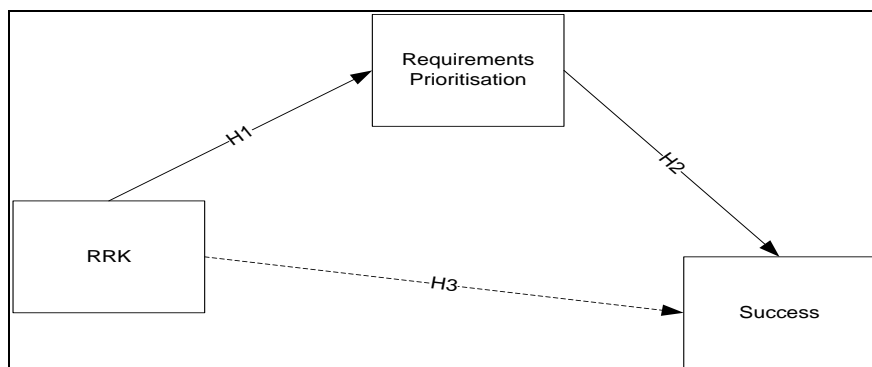 Requirements
Prioritisation
H1
H2
RRK
H3
Success